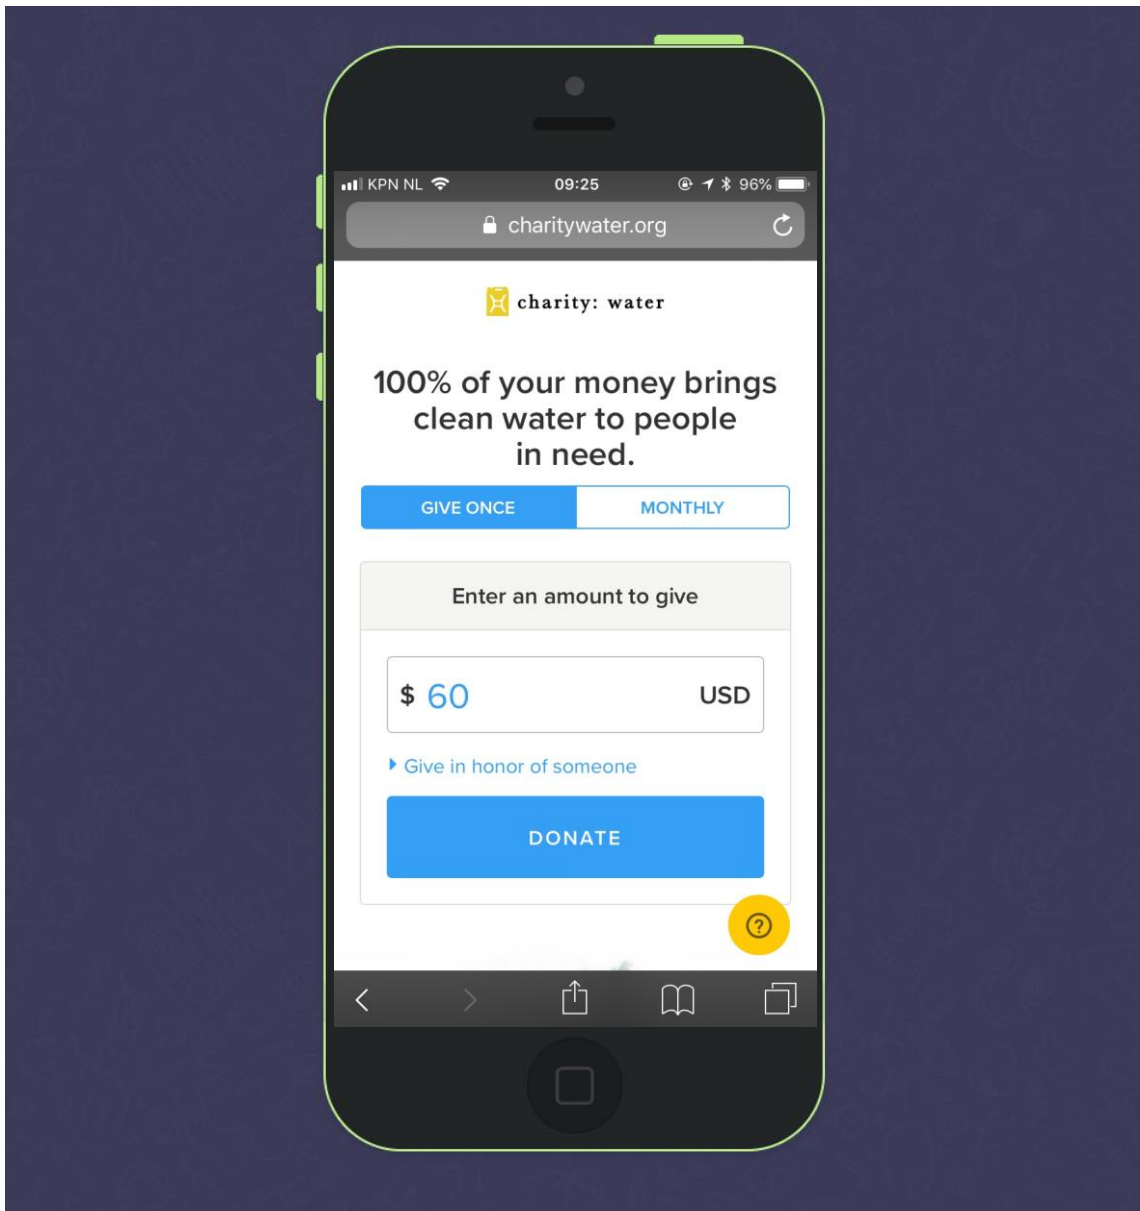 KPN NL 09:25 96%
charitywater.org
charity: water
100% of your money brings
clean water to people
in need.
GIVE ONCE MONTHLY
Enter an amount to give
$ 60 USD
Give in honor of someone
DONATE
?